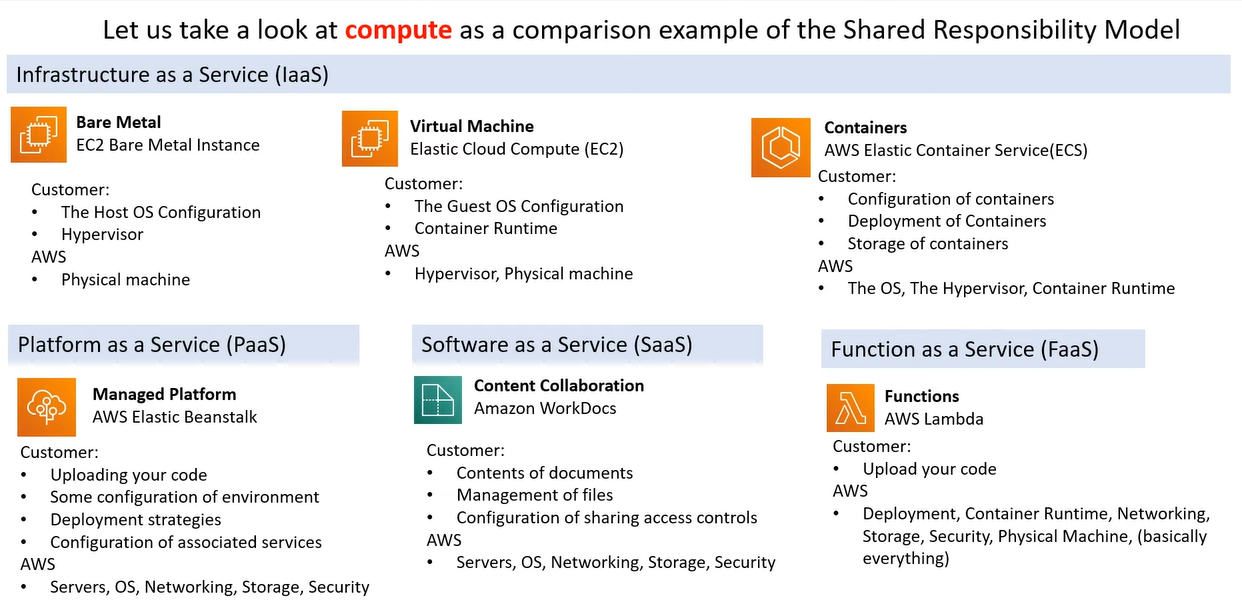 Let us take a look at compute as a comparison example of the Shared Responsibility Model
Infrastructure as a Service (IaaS)
Bare Metal
EC2 Bare Metal Instance
Customer:
• The Host OS Configuration
• Hypervisor
AWS
• Physical machine
Virtual Machine
Elastic Cloud Compute (EC2)
Customer:
• The Guest OS Configuration
• Container Runtime
AWS
• Hypervisor, Physical machine
Containers
AWS Elastic Container Service(ECS)
Customer:
• Configuration of containers
• Deployment of Containers
• Storage of containers
AWS
• The OS, The Hypervisor, Container Runtime
Platform as a Service (PaaS)
Managed Platform
AWS Elastic Beanstalk
Customer:
• Uploading your code
• Some configuration of environment
• Deployment strategies
• Configuration of associated services
AWS
• Servers, OS, Networking, Storage, Security
Software as a Service (SaaS)
Content Collaboration
Amazon WorkDocs
Customer:
• Contents of documents
• Management of files
• Configuration of sharing access controls
AWS
• Servers, OS, Networking, Storage, Security
Function as a Service (FaaS)
Functions
AWS Lambda
Customer:
• Upload your code
AWS
• Deployment, Container Runtime, Networking,
Storage, Security, Physical Machine, (basically
everything)